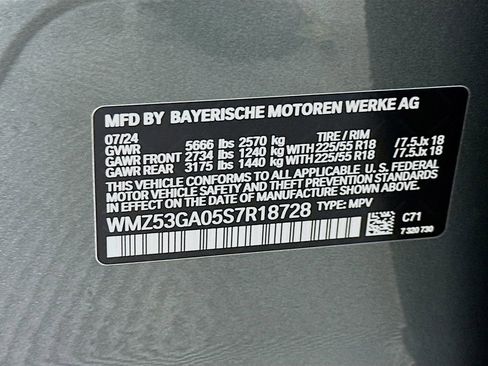 MFD BY BAYERISCHE MOTOREN WERKE AG
07/24 TIRE / RIM
GVWR 5666 lbs 2570 kg
GAWR FRONT 2734 lbs 1240 kg WITH 225/55 R18 /7.5Jx 18
GAWR REAR 3175 lbs 1440 kg WITH 225/55 R18 /7.5Jx 18
THIS VEHICLE CONFORMS TO ALL APPLICABLE U.S. FEDERAL
MOTOR VEHICLE SAFETY AND THEFT PREVENTION STANDARDS
IN EFFECT ON THE DATE OF MANUFACTURE SHOWN ABOVE.
WMZ53GA05S7R18728 TYPE: MPV
C71
7 320 730